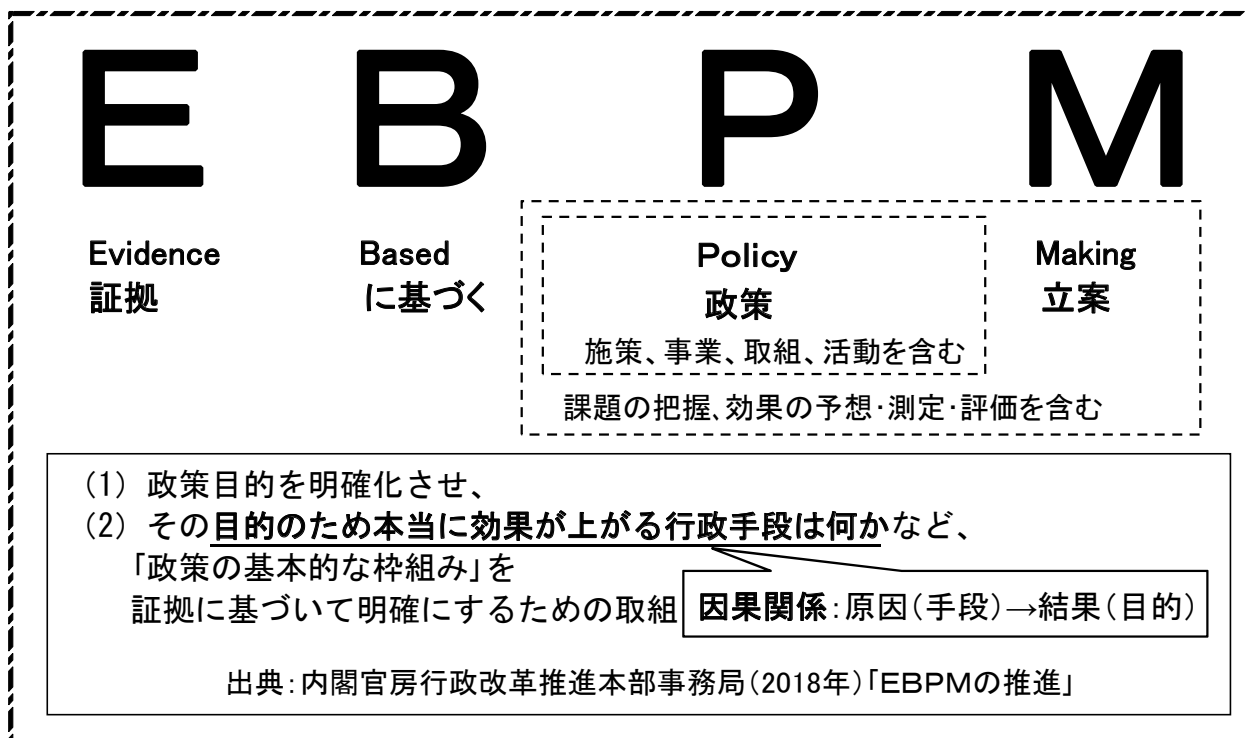 E B P M
Evidence Based Policy Making
証拠 に基づく 政策 立案
施策、事業、取組、活動を含む
課題の把握、効果の予想・測定・評価を含む
(1) 政策目的を明確化させ、
(2) その目的のため本当に効果が上がる行政手段は何かなど、
「政策の基本的な枠組み」を
証拠に基づいて明確にするための取組
因果関係：原因（手段）→結果（目的）
出典：内閣官房行政改革推進本部事務局（2018年）「ＥＢＰＭの推進」